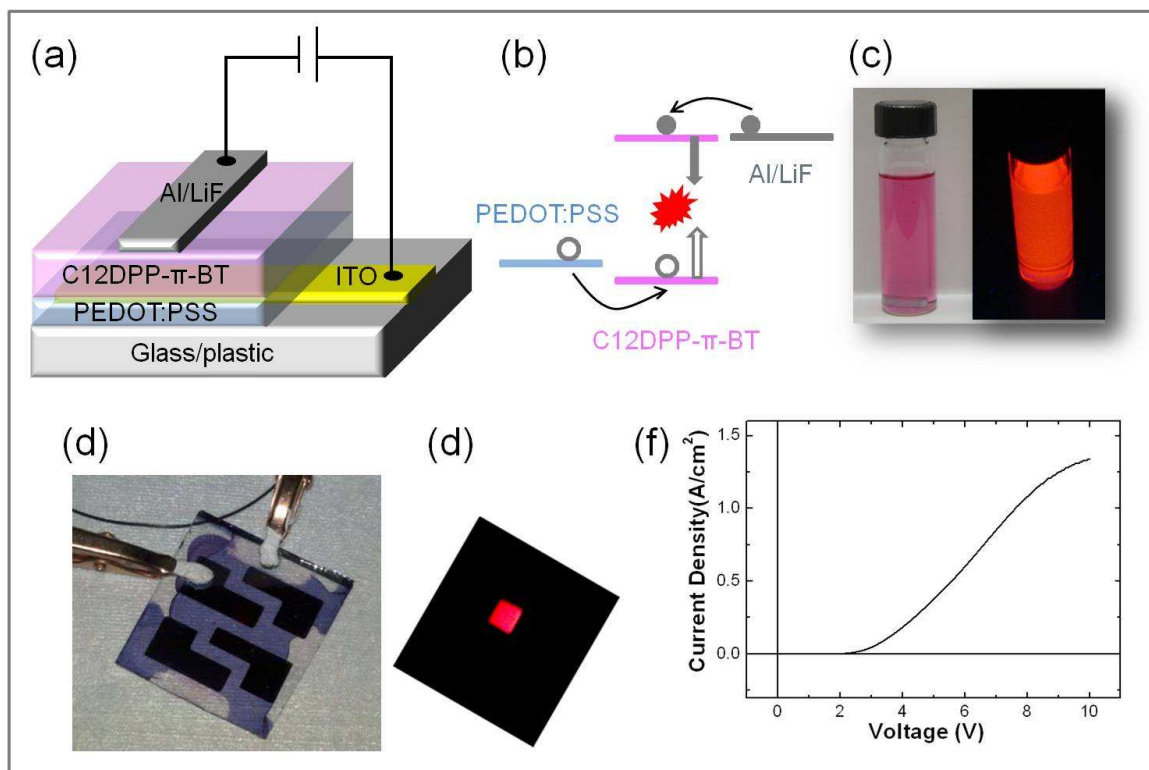 (a)
Al/LiF
C12DPP-π-BT
ITO
PEDOT:PSS
Glass/plastic
(b)
Al/LiF
PEDOT:PSS
C12DPP-π-BT
(c)
(d)
(d)
(f)
Current Density(A/cm²)
1.5
1.0
0.5
0.0
0 2 4 6 8 10
Voltage (V)